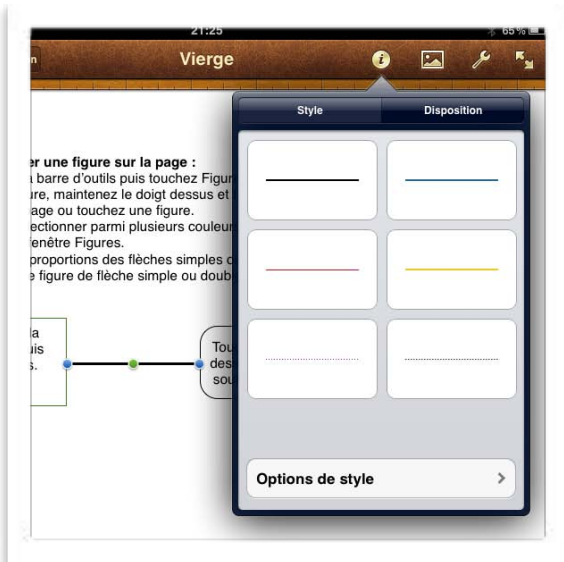 21:25
65 %
Vierge
Style
Disposition
er une figure sur la page :
barre d'outils puis touchez Figur
ure, maintenez le doigt dessus et
age ou touchez une figure.
ectionner parmi plusieurs couleur
enêtre Figures.
proportions des flèches simples
figure de flèche simple ou doub
la
uis
s.
Tou
des
sou
Options de style